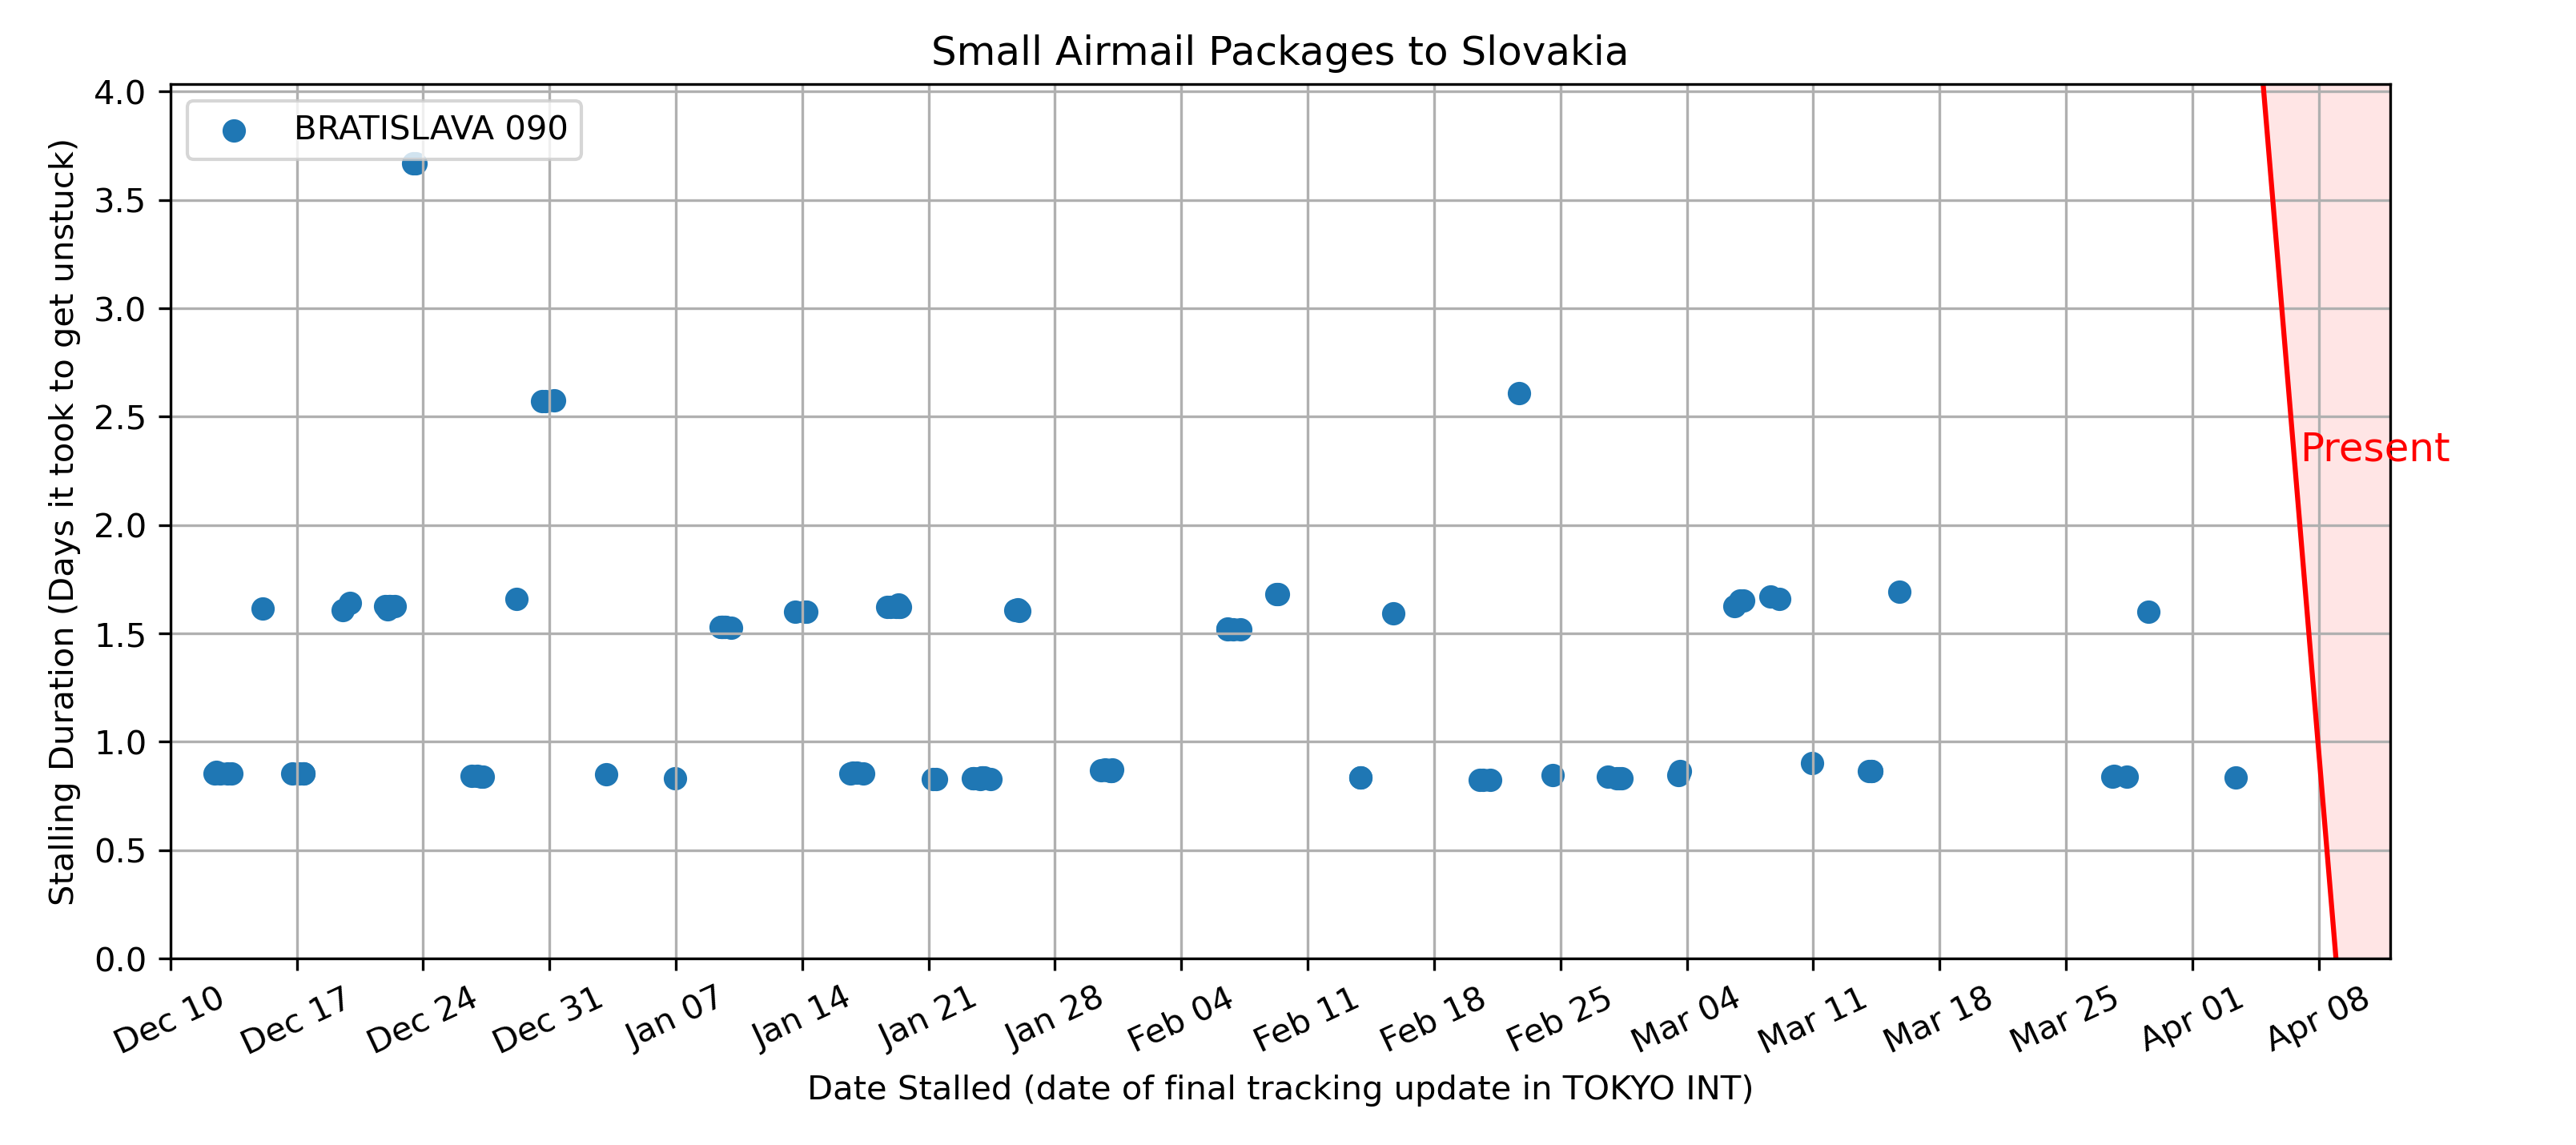 Small Airmail Packages to Slovakia
BRATISLAVA 090
Stalling Duration (Days it took to get unstuck)
4.0
3.5
3.0
2.5
2.0
1.5
1.0
0.5
0.0
Present
Dec 10
Dec 17
Dec 24
Dec 31
Jan 07
Jan 14
Jan 21
Jan 28
Feb 04
Feb 11
Feb 18
Feb 25
Mar 04
Mar 11
Mar 18
Mar 25
Apr 01
Apr 08
Date Stalled (date of final tracking update in TOKYO INT)